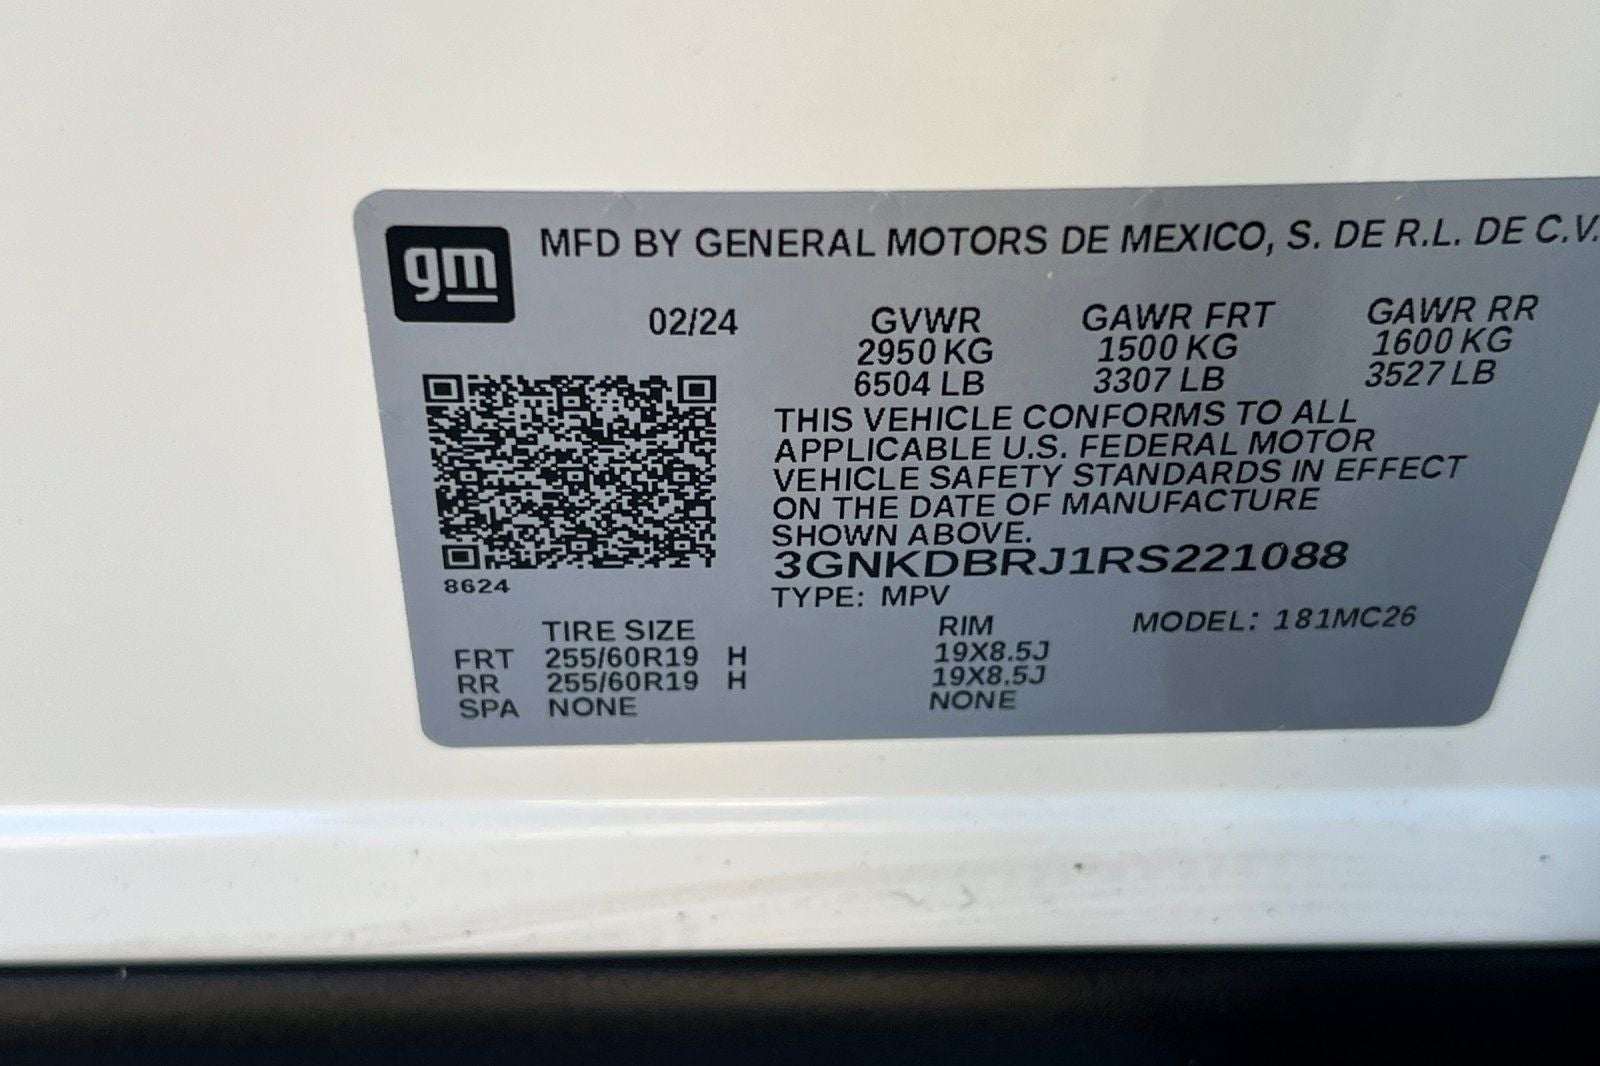 gm
MFD BY GENERAL MOTORS DE MEXICO, S. DE R.L. DE C.V.
02/24 GVWR GAWR FRT GAWR RR
2950 KG 1500 KG 1600 KG
6504 LB 3307 LB 3527 LB
THIS VEHICLE CONFORMS TO ALL
APPLICABLE U.S. FEDERAL MOTOR
VEHICLE SAFETY STANDARDS IN EFFECT
ON THE DATE OF MANUFACTURE
SHOWN ABOVE.
3GNKDBRJ1RS221088
8624
TYPE: MPV MODEL: 181MC26
TIRE SIZE RIM
FRT 255/60R19 H 19X8.5J
RR 255/60R19 H 19X8.5J
SPA NONE NONE